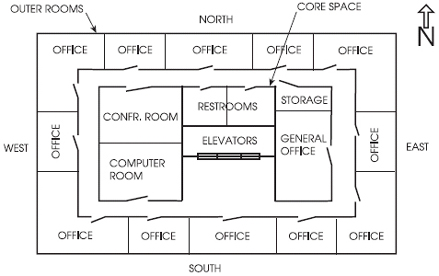 OUTER ROOMS
CORE SPACE
NORTH
N
OFFICE OFFICE OFFICE OFFICE OFFICE
RESTROOMS
STORAGE
CONFR. ROOM
ELEVATORS
GENERAL
OFFICE
WEST
OFFICE
OFFICE
EAST
COMPUTER
ROOM
OFFICE OFFICE OFFICE OFFICE OFFICE
SOUTH